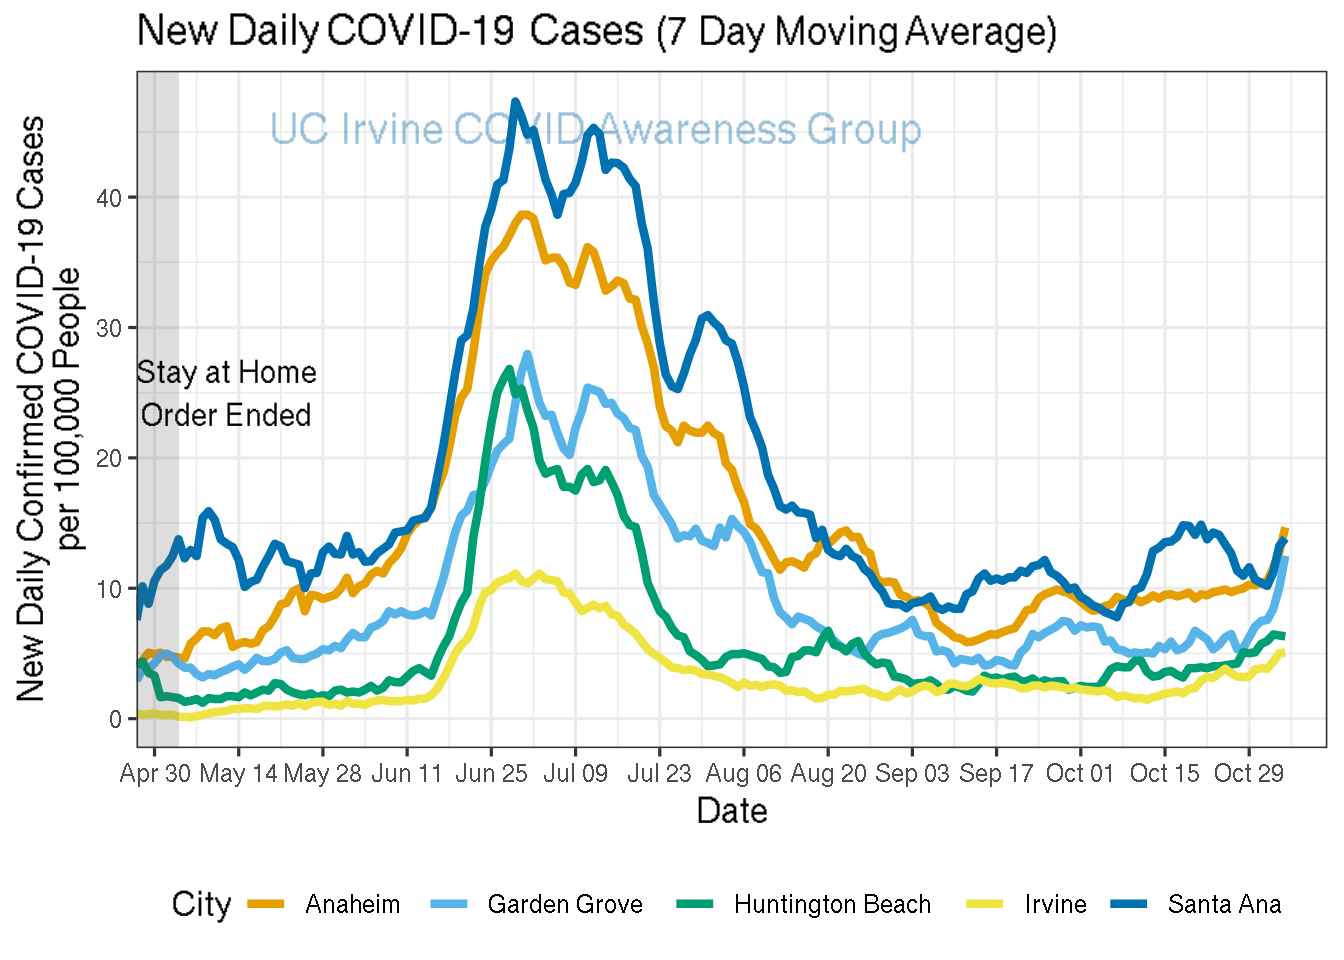 New Daily COVID-19 Cases (7 Day Moving Average)
UC Irvine COVID Awareness Group
New Daily Confirmed COVID-19 Cases
per 100,000 People
40
30
20
10
0
Stay at Home
Order Ended
Apr 30 May 14 May 28 Jun 11 Jun 25 Jul 09 Jul 23 Aug 06 Aug 20 Sep 03 Sep 17 Oct 01 Oct 15 Oct 29
Date
City Anaheim Garden Grove Huntington Beach Irvine Santa Ana